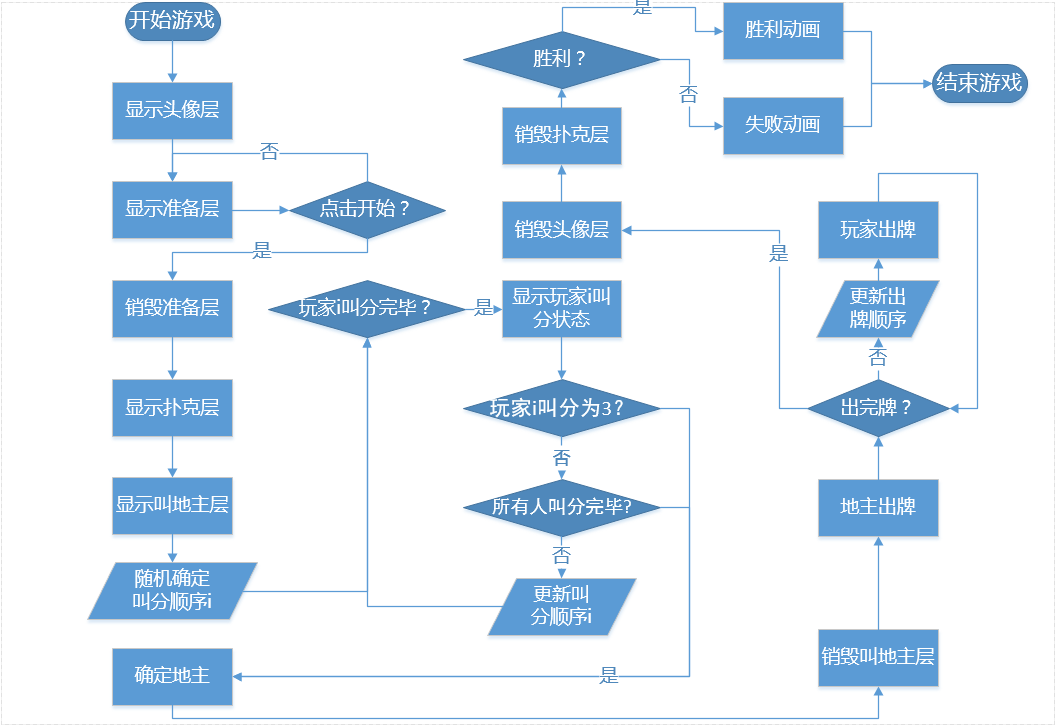 开始游戏
显示头像层
否
显示准备层
点击开始？
是
销毁准备层
显示扑克层
显示叫地主层
随机确定
叫分顺序i
玩家i叫分完毕？
是
显示玩家i叫
分状态
玩家i叫分为3?
否
所有人叫分完毕?
否
更新叫
分顺序i
是
确定地主
销毁叫地主层
地主出牌
出完牌？
否
更新出
牌顺序
玩家出牌
是
销毁头像层
销毁扑克层
胜利？
是
胜利动画
否
失败动画
结束游戏